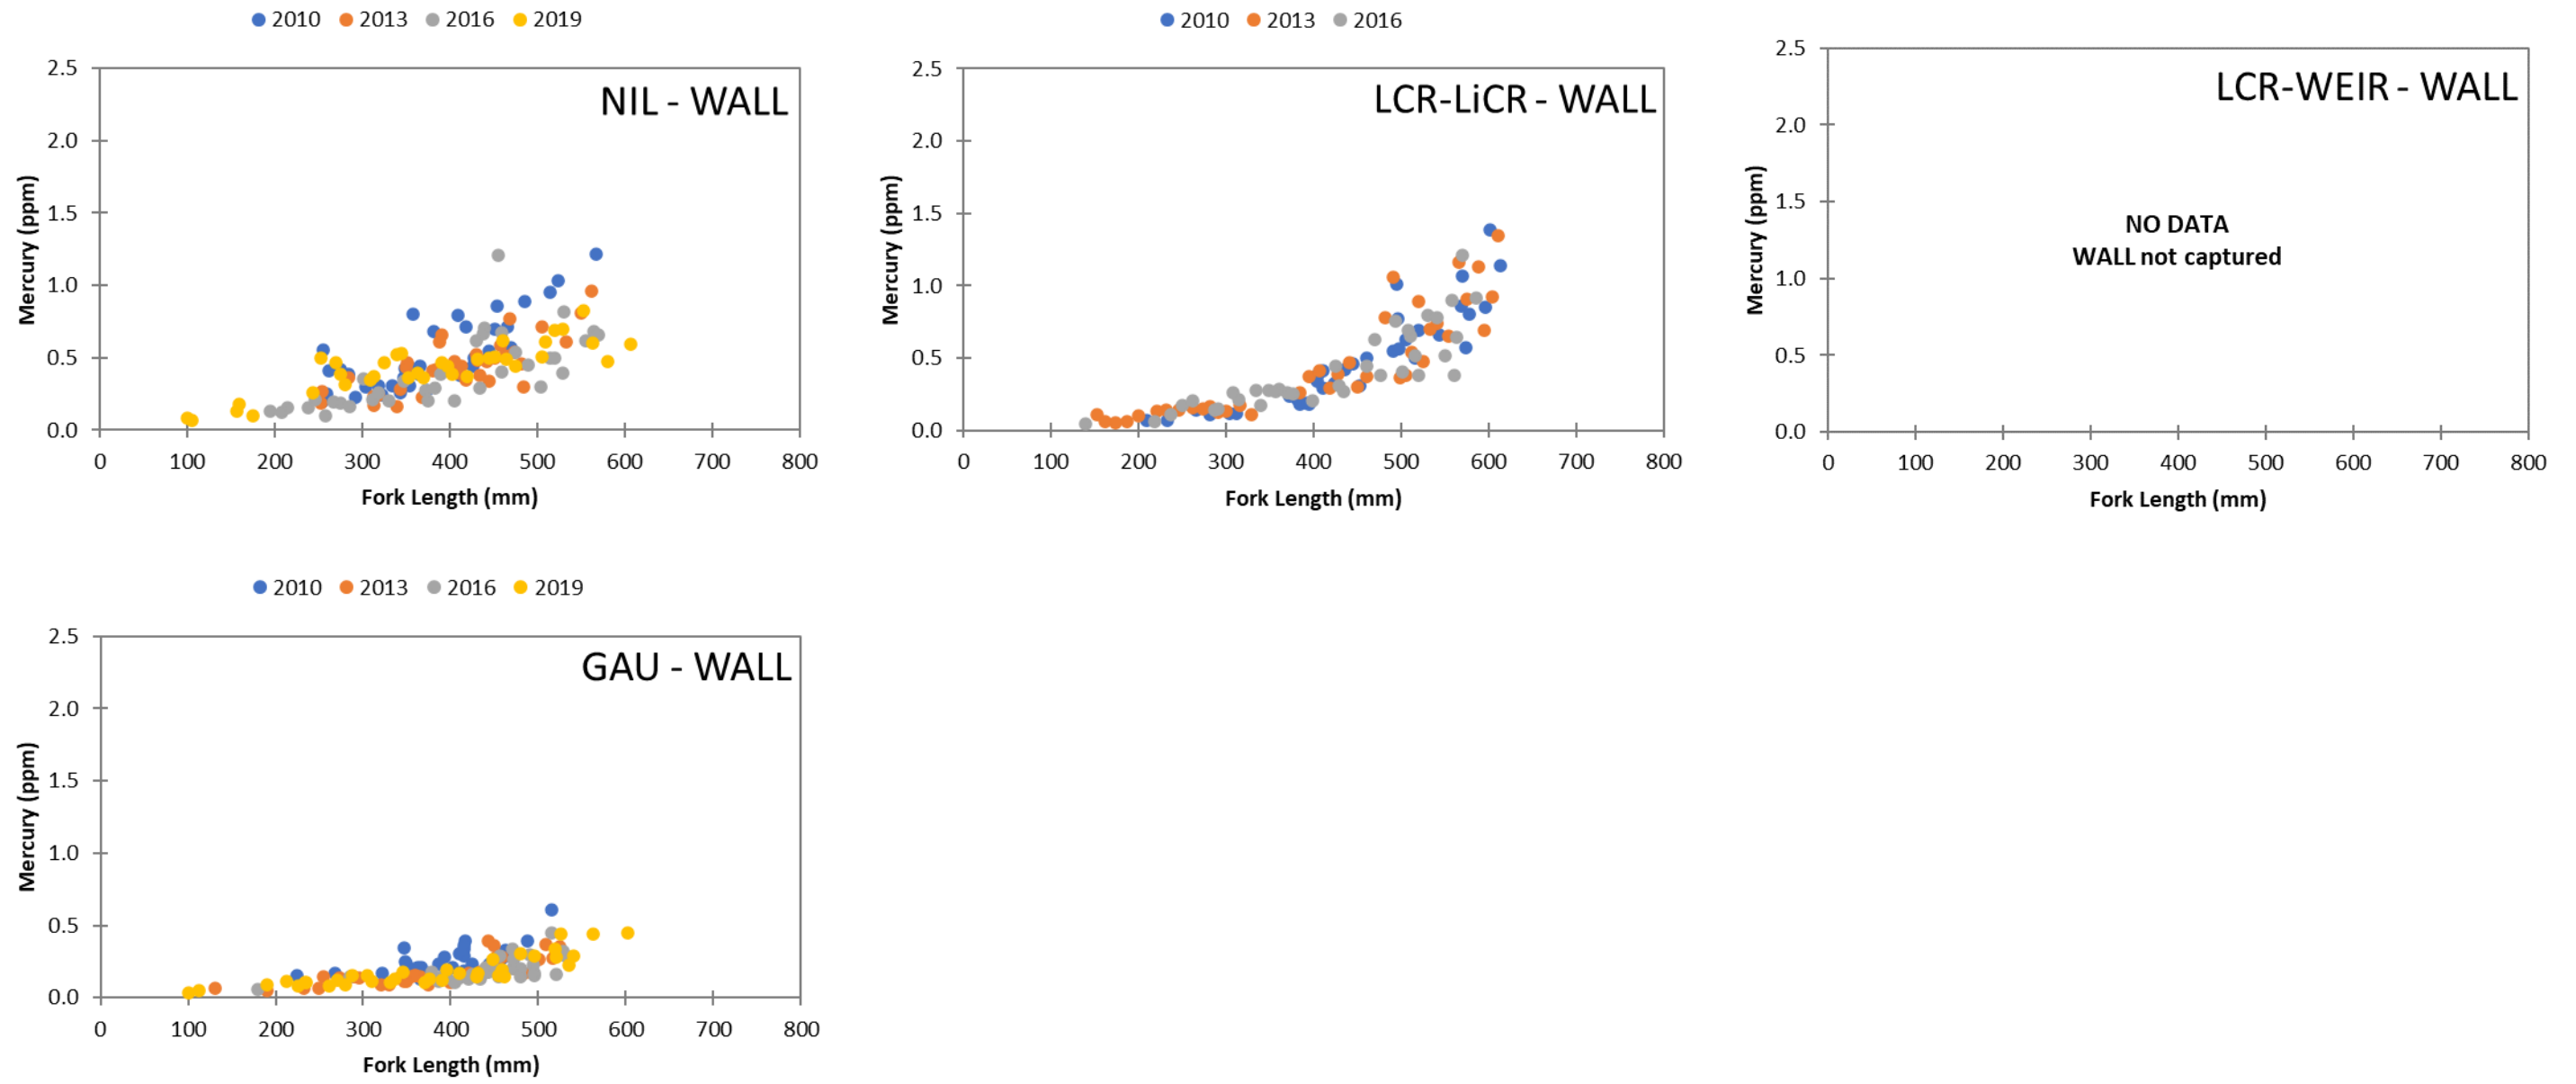 2010 2013 2016 2019
NIL - WALL
2.5
2.0
1.5
1.0
0.5
0.0
Mercury (ppm)
0 100 200 300 400 500 600 700 800
Fork Length (mm)
2010 2013 2016
LCR-LiCR - WALL
2.5
2.0
1.5
1.0
0.5
0.0
Mercury (ppm)
0 100 200 300 400 500 600 700 800
Fork Length (mm)
LCR-WEIR - WALL
2.5
2.0
1.5
1.0
0.5
0.0
Mercury (ppm)
NO DATA
WALL not captured
0 100 200 300 400 500 600 700 800
Fork Length (mm)
2010 2013 2016 2019
GAU - WALL
2.5
2.0
1.5
1.0
0.5
0.0
Mercury (ppm)
0 100 200 300 400 500 600 700 800
Fork Length (mm)